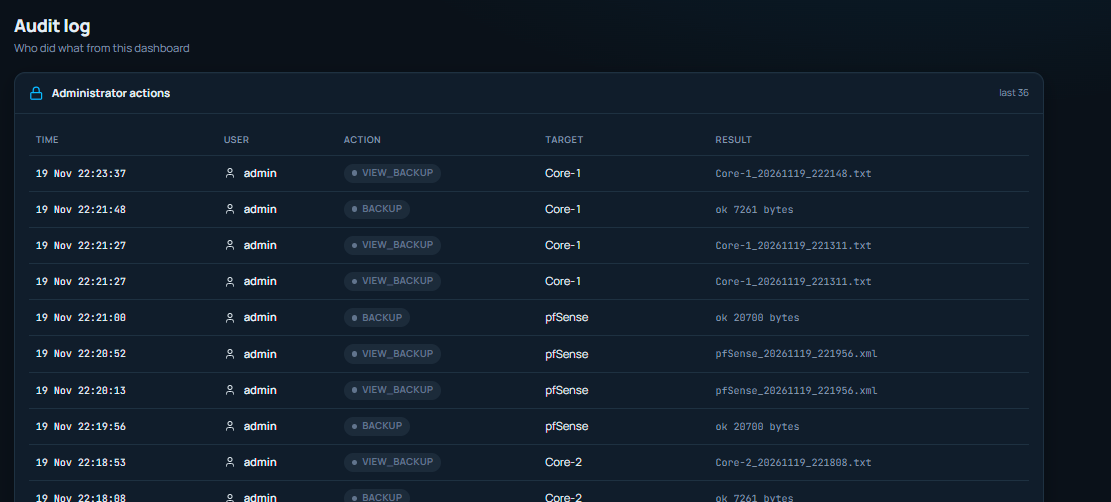 Audit log
Who did what from this dashboard
Administrator actions last 36
TIME USER ACTION TARGET RESULT
19 Nov 22:23:37 admin VIEW_BACKUP Core-1 Core-1_20261119_222148.txt
19 Nov 22:21:48 admin BACKUP Core-1 ok 7261 bytes
19 Nov 22:21:27 admin VIEW_BACKUP Core-1 Core-1_20261119_221311.txt
19 Nov 22:21:27 admin VIEW_BACKUP Core-1 Core-1_20261119_221311.txt
19 Nov 22:21:00 admin BACKUP pfSense ok 20700 bytes
19 Nov 22:20:52 admin VIEW_BACKUP pfSense pfSense_20261119_221956.xml
19 Nov 22:20:13 admin VIEW_BACKUP pfSense pfSense_20261119_221956.xml
19 Nov 22:19:56 admin BACKUP pfSense ok 20700 bytes
19 Nov 22:18:53 admin VIEW_BACKUP Core-2 Core-2_20261119_221808.txt
19 Nov 22:18:08 admin BACKUP Core-2 ok 7261 bytes